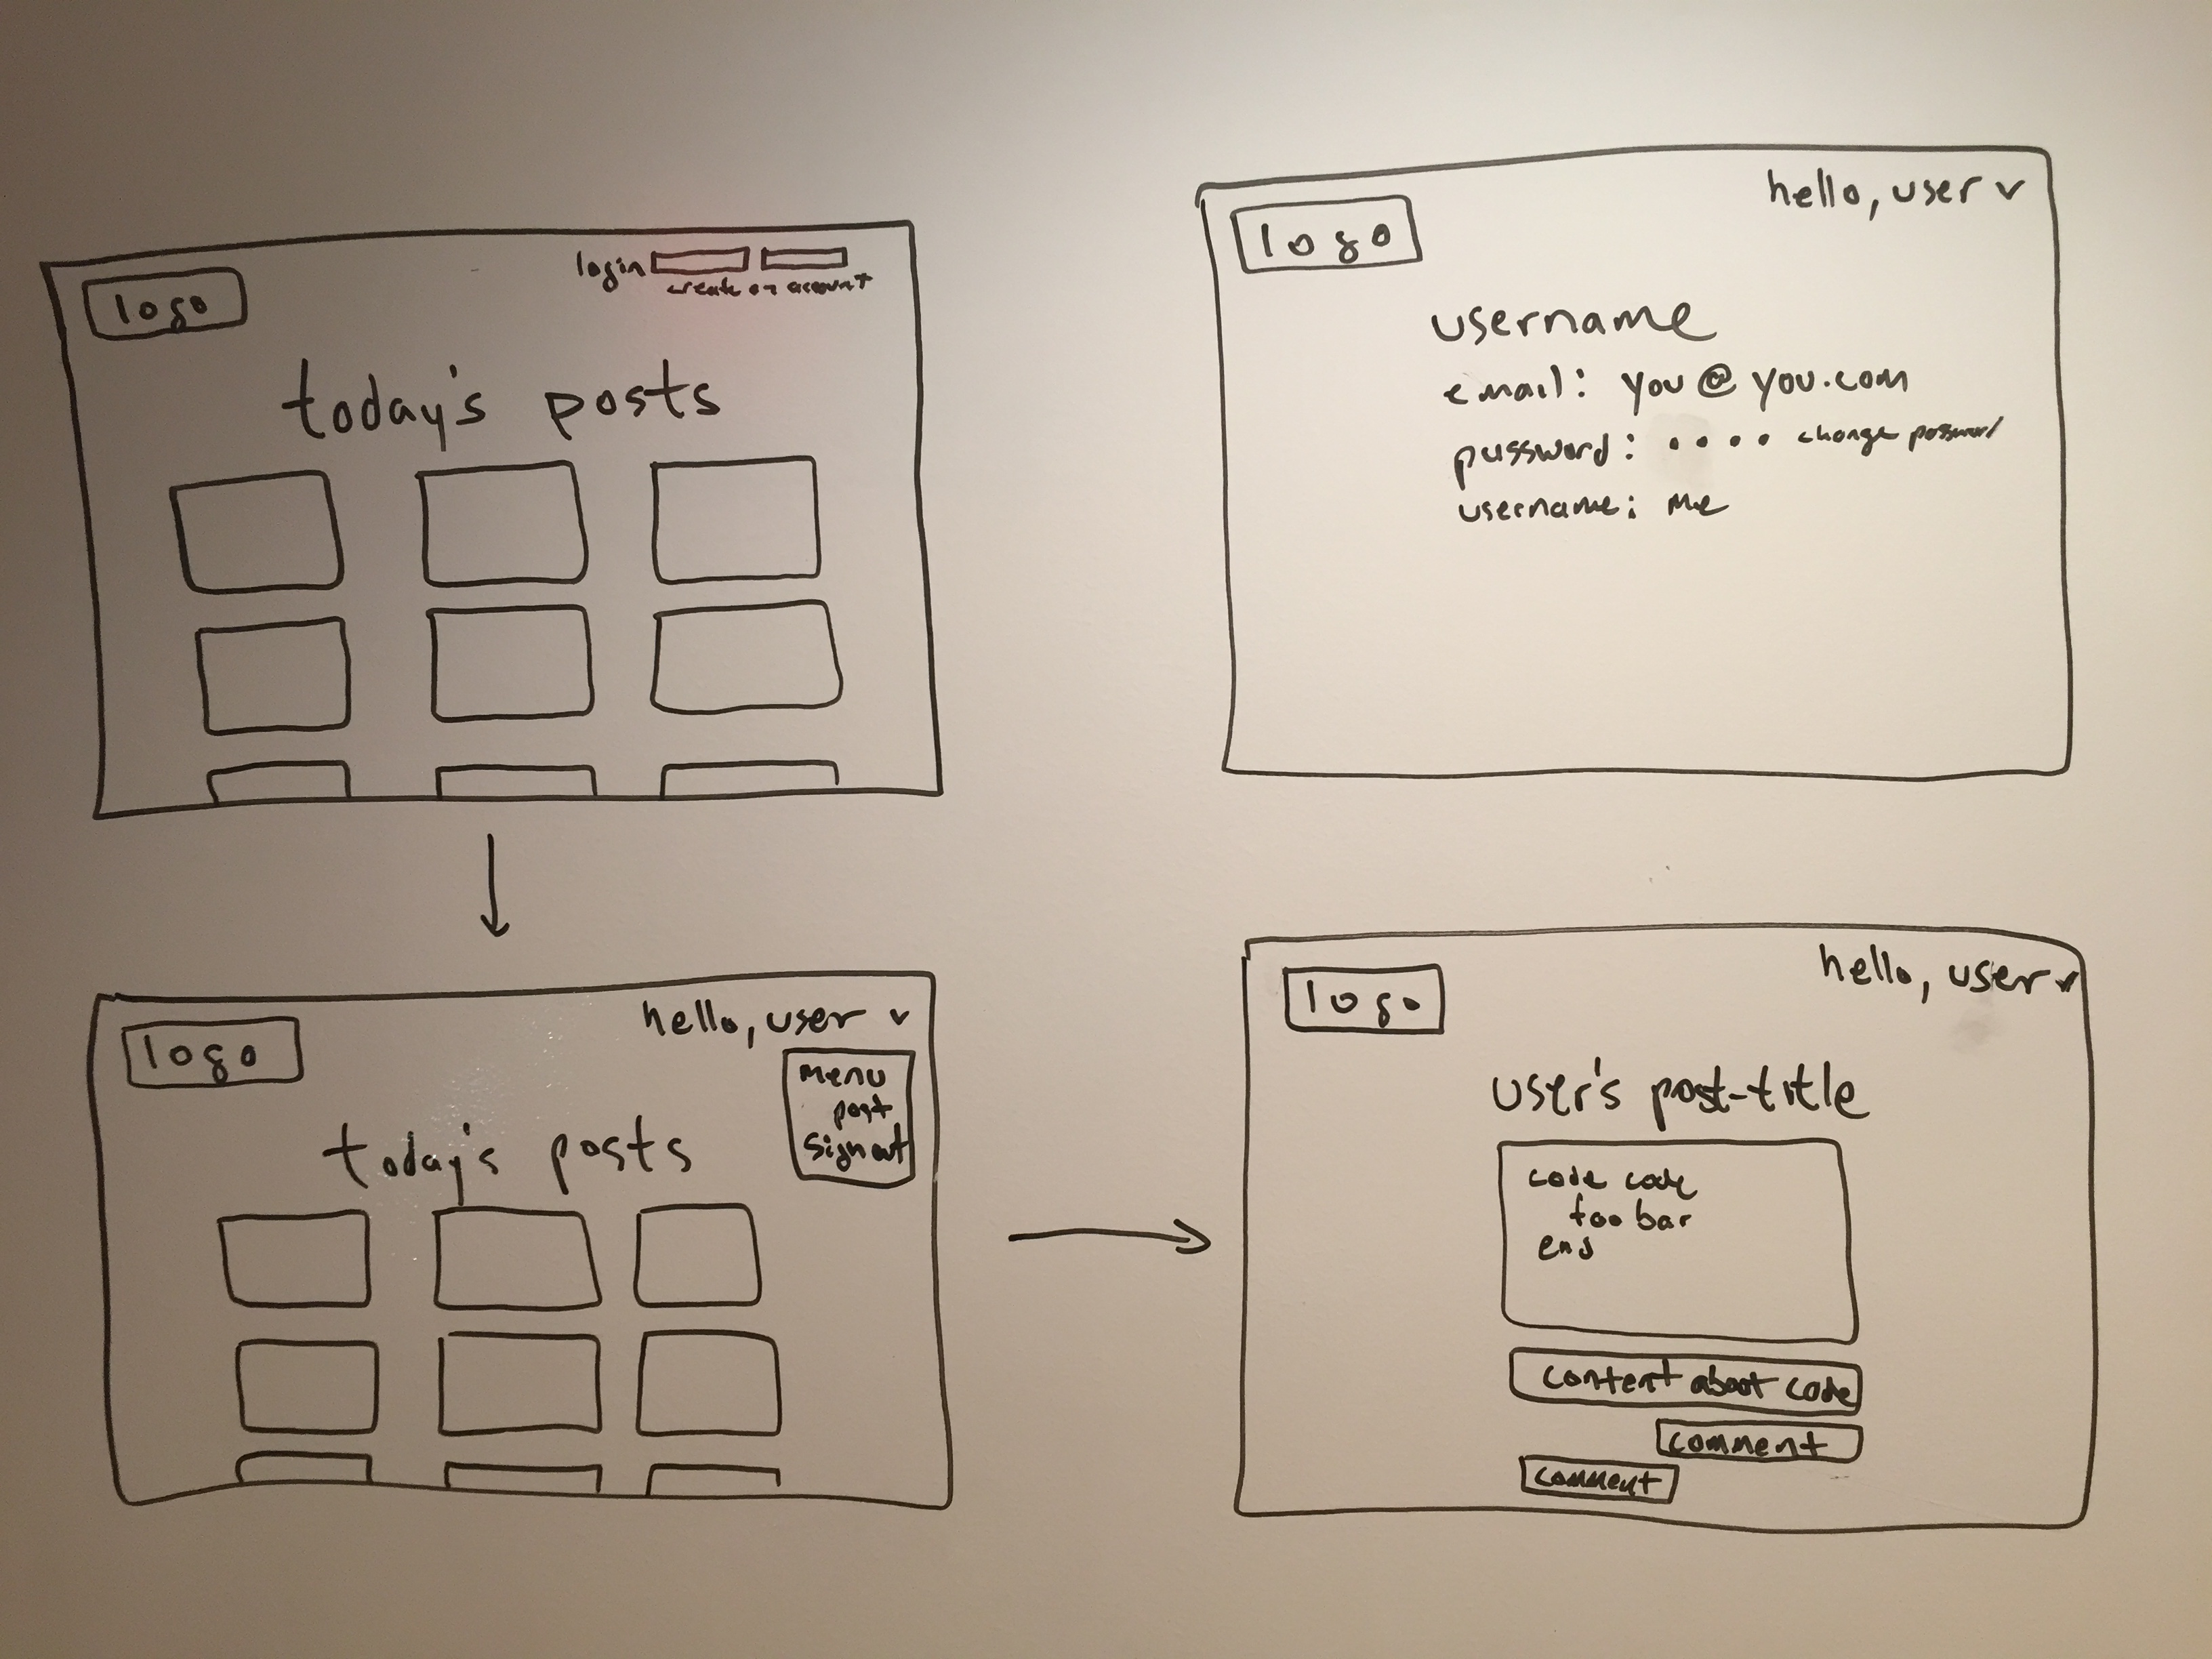 login
create an account
logo
today's posts
hello, user v
logo
username
email: you@you.com
password: • • • • change password
username: me
hello, user v
logo
menu
post
sign out
today's posts
hello, user v
logo
user's post-title
code code
foo bar
end
content about code
comment
comment